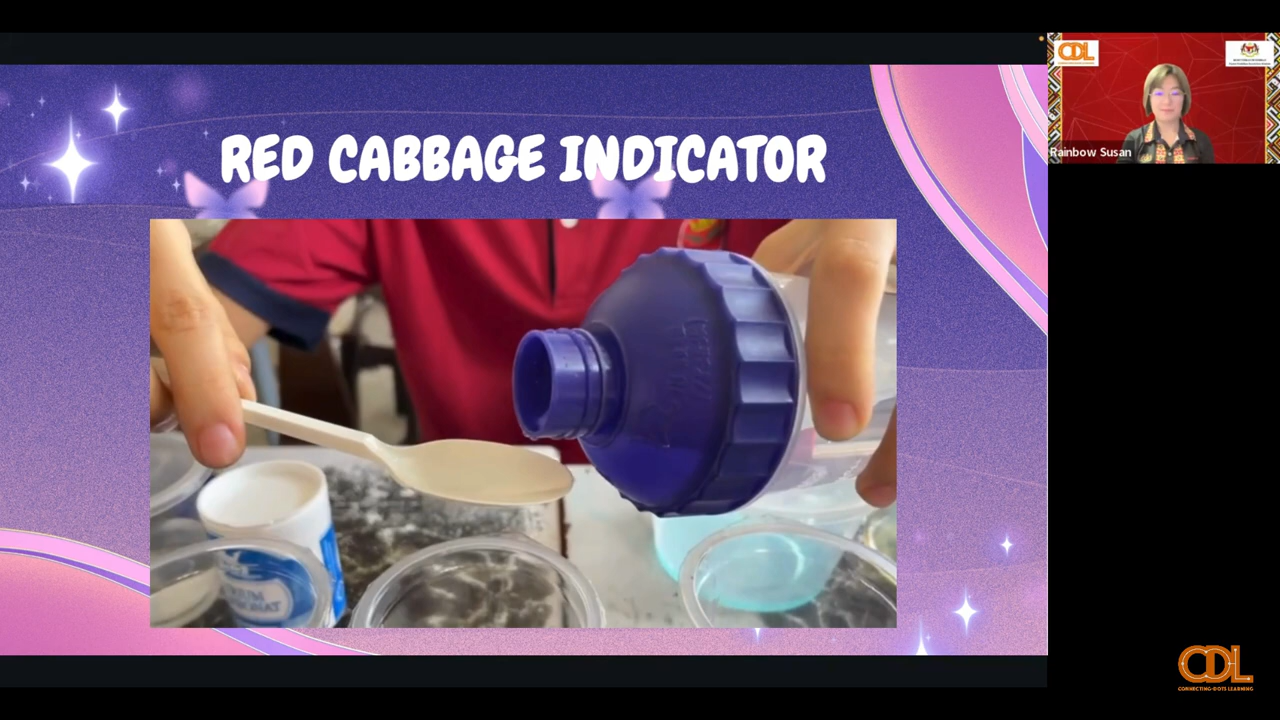 RED CABBAGE INDICATOR
CDL
Rainbow Susan
CDL
CONNECTING-DOTS LEARNING